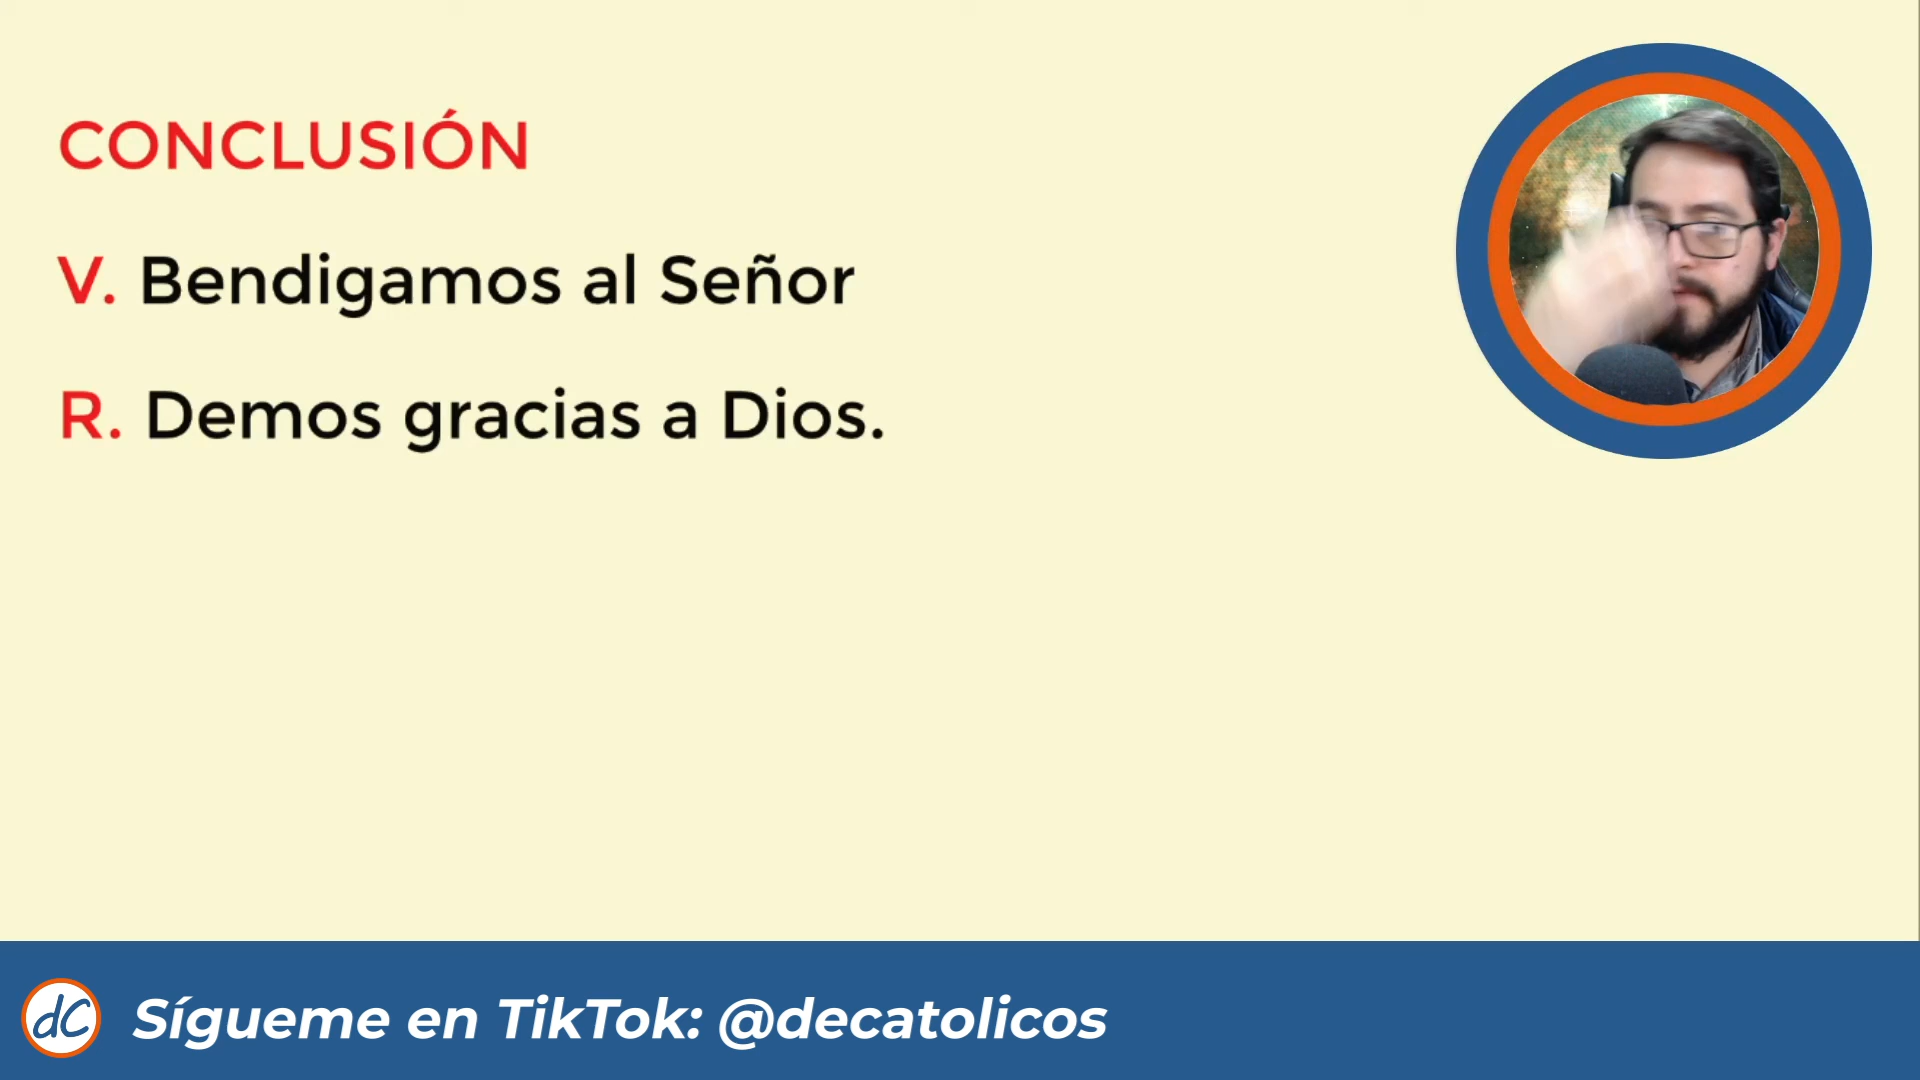 CONCLUSIÓN
V. Bendigamos al Señor
R. Demos gracias a Dios.
dC Sígueme en TikTok: @decatolicos